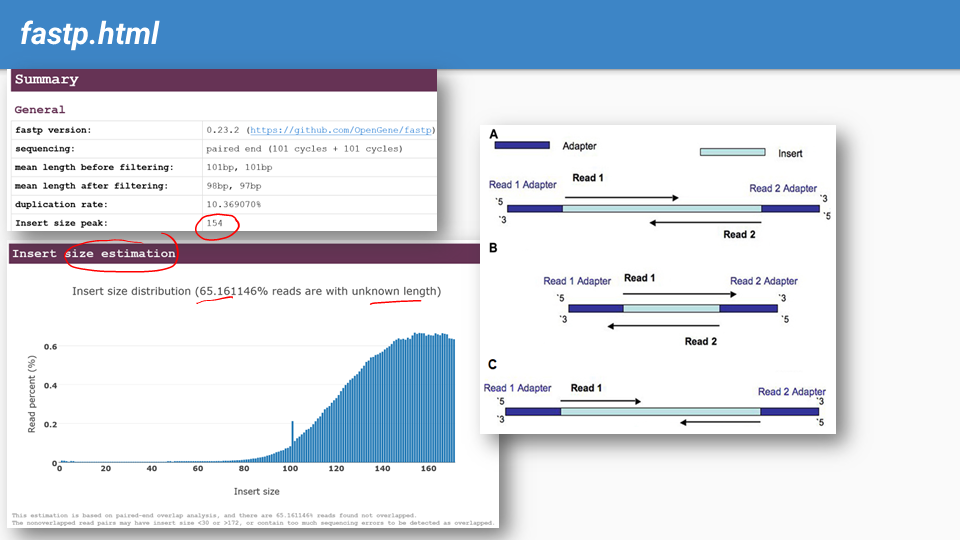 fastp.html
Summary
General
fastp version: 0.23.2 (https://github.com/OpenGene/fastp)
sequencing: paired end (101 cycles + 101 cycles)
mean length before filtering: 101bp, 101bp
mean length after filtering: 98bp, 97bp
duplication rate: 10.369070%
Insert size peak: 154
Insert size estimation
Insert size distribution (65.161146% reads are with unknown length)
Read percent (%)
0.6
0.4
0.2
0
0 20 40 60 80 100 120 140 160
Insert size
This estimation is based on paired-end overlap analysis, and there are 65.161146% reads found not overlapped.
The nonoverlapped read pairs may have insert size <30 or >172, or contain too much sequencing errors to be detected as overlapped.
A
Adapter
Insert
Read 1 Adapter
Read 1
Read 2 Adapter
`5 `3
`3 `5
Read 2
B
Read 1 Adapter
Read 1
Read 2 Adapter
`5 `3
`3 `5
Read 2
C
Read 1 Adapter
Read 1
Read 2 Adapter
`5 `3
`3 `5